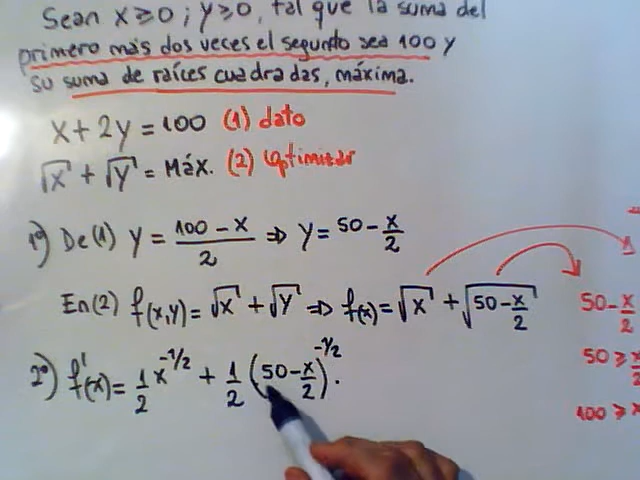 Sean x≥0; y≥0, tal que la suma del
primero más dos veces el segundo sea 100 y
su suma de raíces cuadradas, máxima.
x + 2y = 100 (1) dato
√x + √y = Máx. (2) Optimizar
1º) De (1) y = (100 - x)/2 ⇒ y = 50 - x/2
En (2) f(x,y) = √x + √y ⇒ f(x) = √x + √(50 - x/2)
50 - x/2
50 ≥ x/2
100 ≥ x
2º) f'(x) = 1/2 x^(-1/2) + 1/2 (50 - x/2)^(-1/2) ·